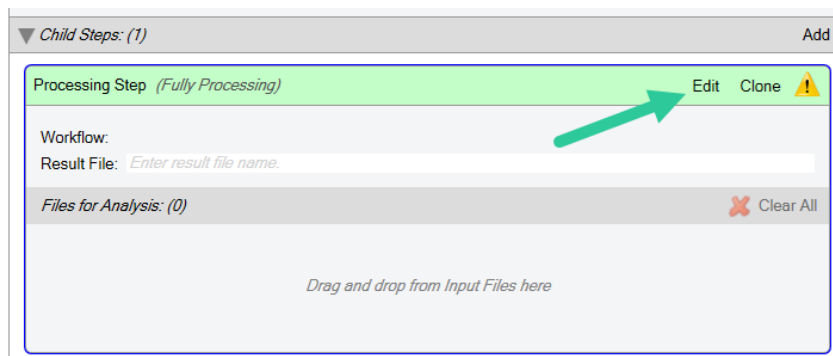 Child Steps: (1) Add
Processing Step (Fully Processing) Edit Clone
Workflow:
Result File: Enter result file name.
Files for Analysis: (0) Clear All
Drag and drop from Input Files here